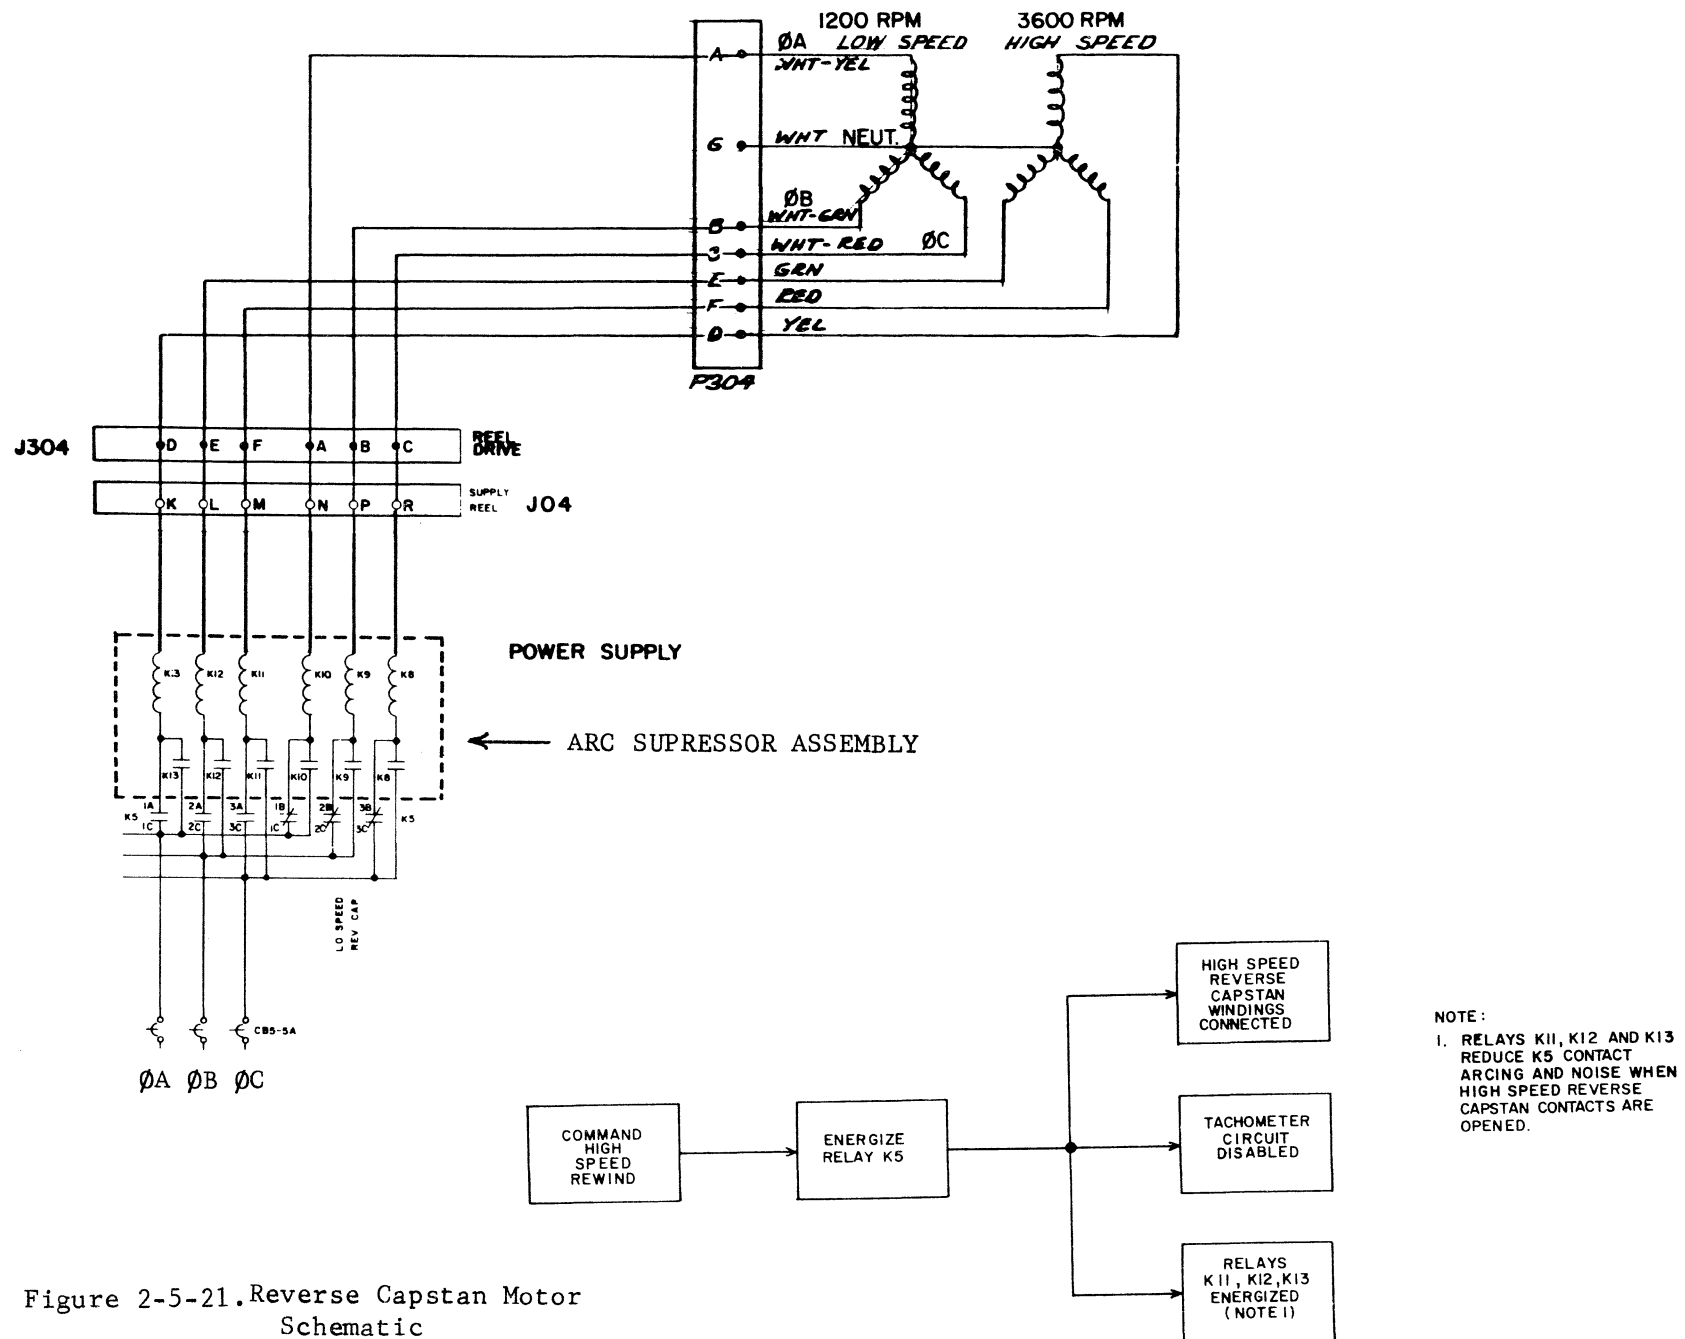 1200 RPM 3600 RPM
ØA LOW SPEED HIGH SPEED
A WHT-YEL
G WHT NEUT.
ØB
B WHT-GRN
WHT-RED ØC
E GRN
F RED
D YEL
P304
J304 D E F A B C REEL DRIVE
K L M N P R SUPPLY REEL J04
POWER SUPPLY
K13 K12 K11 K10 K9 K8
ARC SUPRESSOR ASSEMBLY
K13 K12 K11 K10 K9 K8
1A 2A 3A 1B 2B 3B
K5 K5
1C 2C 3C 1C 2C 3C
LO SPEED
REV CAP
CB5-5A
ØA ØB ØC
COMMAND
HIGH
SPEED
REWIND
ENERGIZE
RELAY K5
HIGH SPEED
REVERSE
CAPSTAN
WINDINGS
CONNECTED
TACHOMETER
CIRCUIT
DISABLED
RELAYS
K11, K12, K13
ENERGIZED
(NOTE 1)
NOTE:
1. RELAYS K11, K12 AND K13
REDUCE K5 CONTACT
ARCING AND NOISE WHEN
HIGH SPEED REVERSE
CAPSTAN CONTACTS ARE
OPENED.
Figure 2-5-21. Reverse Capstan Motor
Schematic